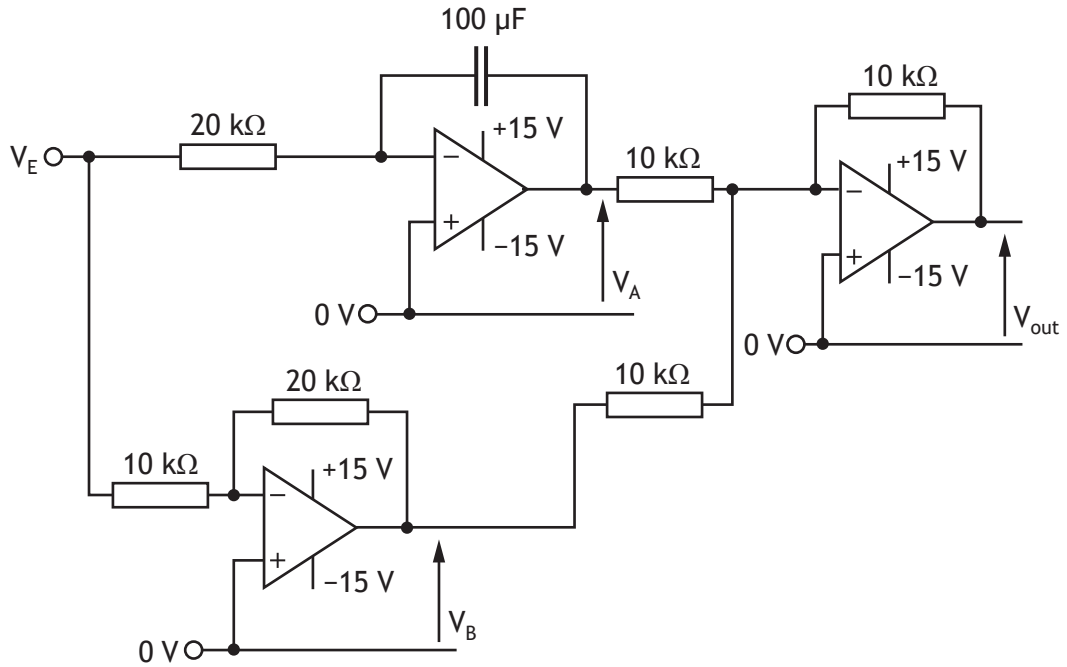 100 µF
10 kΩ
20 kΩ
+15 V
V_E
−
10 kΩ
+15 V
−
+
−15 V
+
−15 V
V_A
0 V
V_out
0 V
10 kΩ
20 kΩ
10 kΩ
+15 V
−
+
−15 V
V_B
0 V